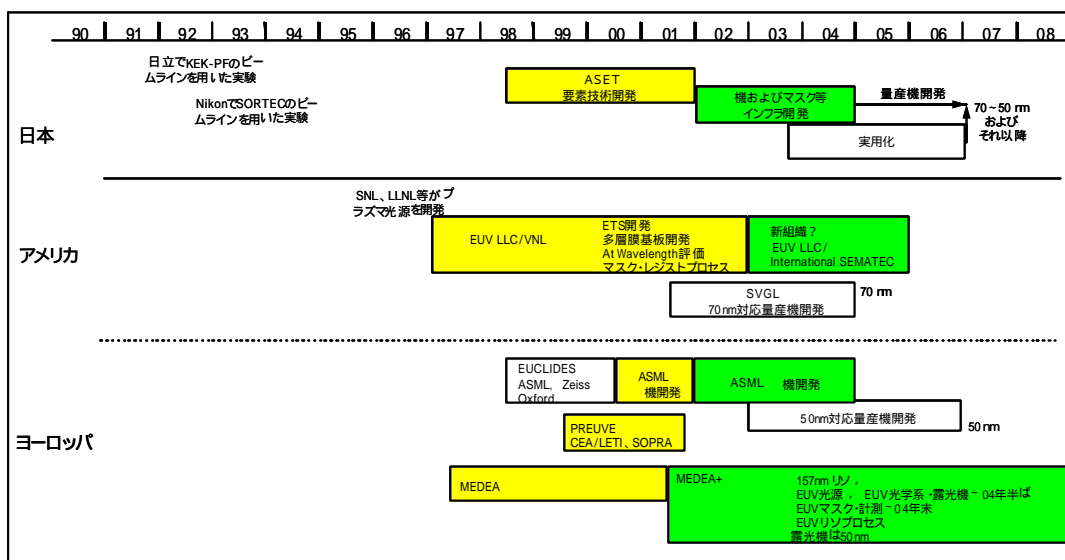 90 91 92 93 94 95 96 97 98 99 00 01 02 03 04 05 06 07 08
日立でKEK-PFのビー
ムラインを用いた実験
NikonでSORTECのビー
ムラインを用いた実験
日本
ASET
要素技術開発
機およびマスク等
インフラ開発
量産機開発
実用化
70~50 nm
および
それ以降
アメリカ
SNL、LLNL等がプ
ラズマ光源を開発
EUV LLC/VNL
ETS開発
多層膜基板開発
At Wavelength評価
マスク・レジストプロセス
新組織？
EUV LLC/
International SEMATEC
SVGL
70nm対応量産機開発
70 nm
ヨーロッパ
EUCLIDES
ASML, Zeiss
Oxford
ASML
機開発
ASML 機開発
50nm対応量産機開発
50nm
PREUVE
CEA/LETI、SOPRA
MEDEA
MEDEA+
157nmリソ，
EUV光源， EUV光学系・露光機~04年半ば
EUVマスク・計測~04年末
EUVリソプロセス
露光機は50nm